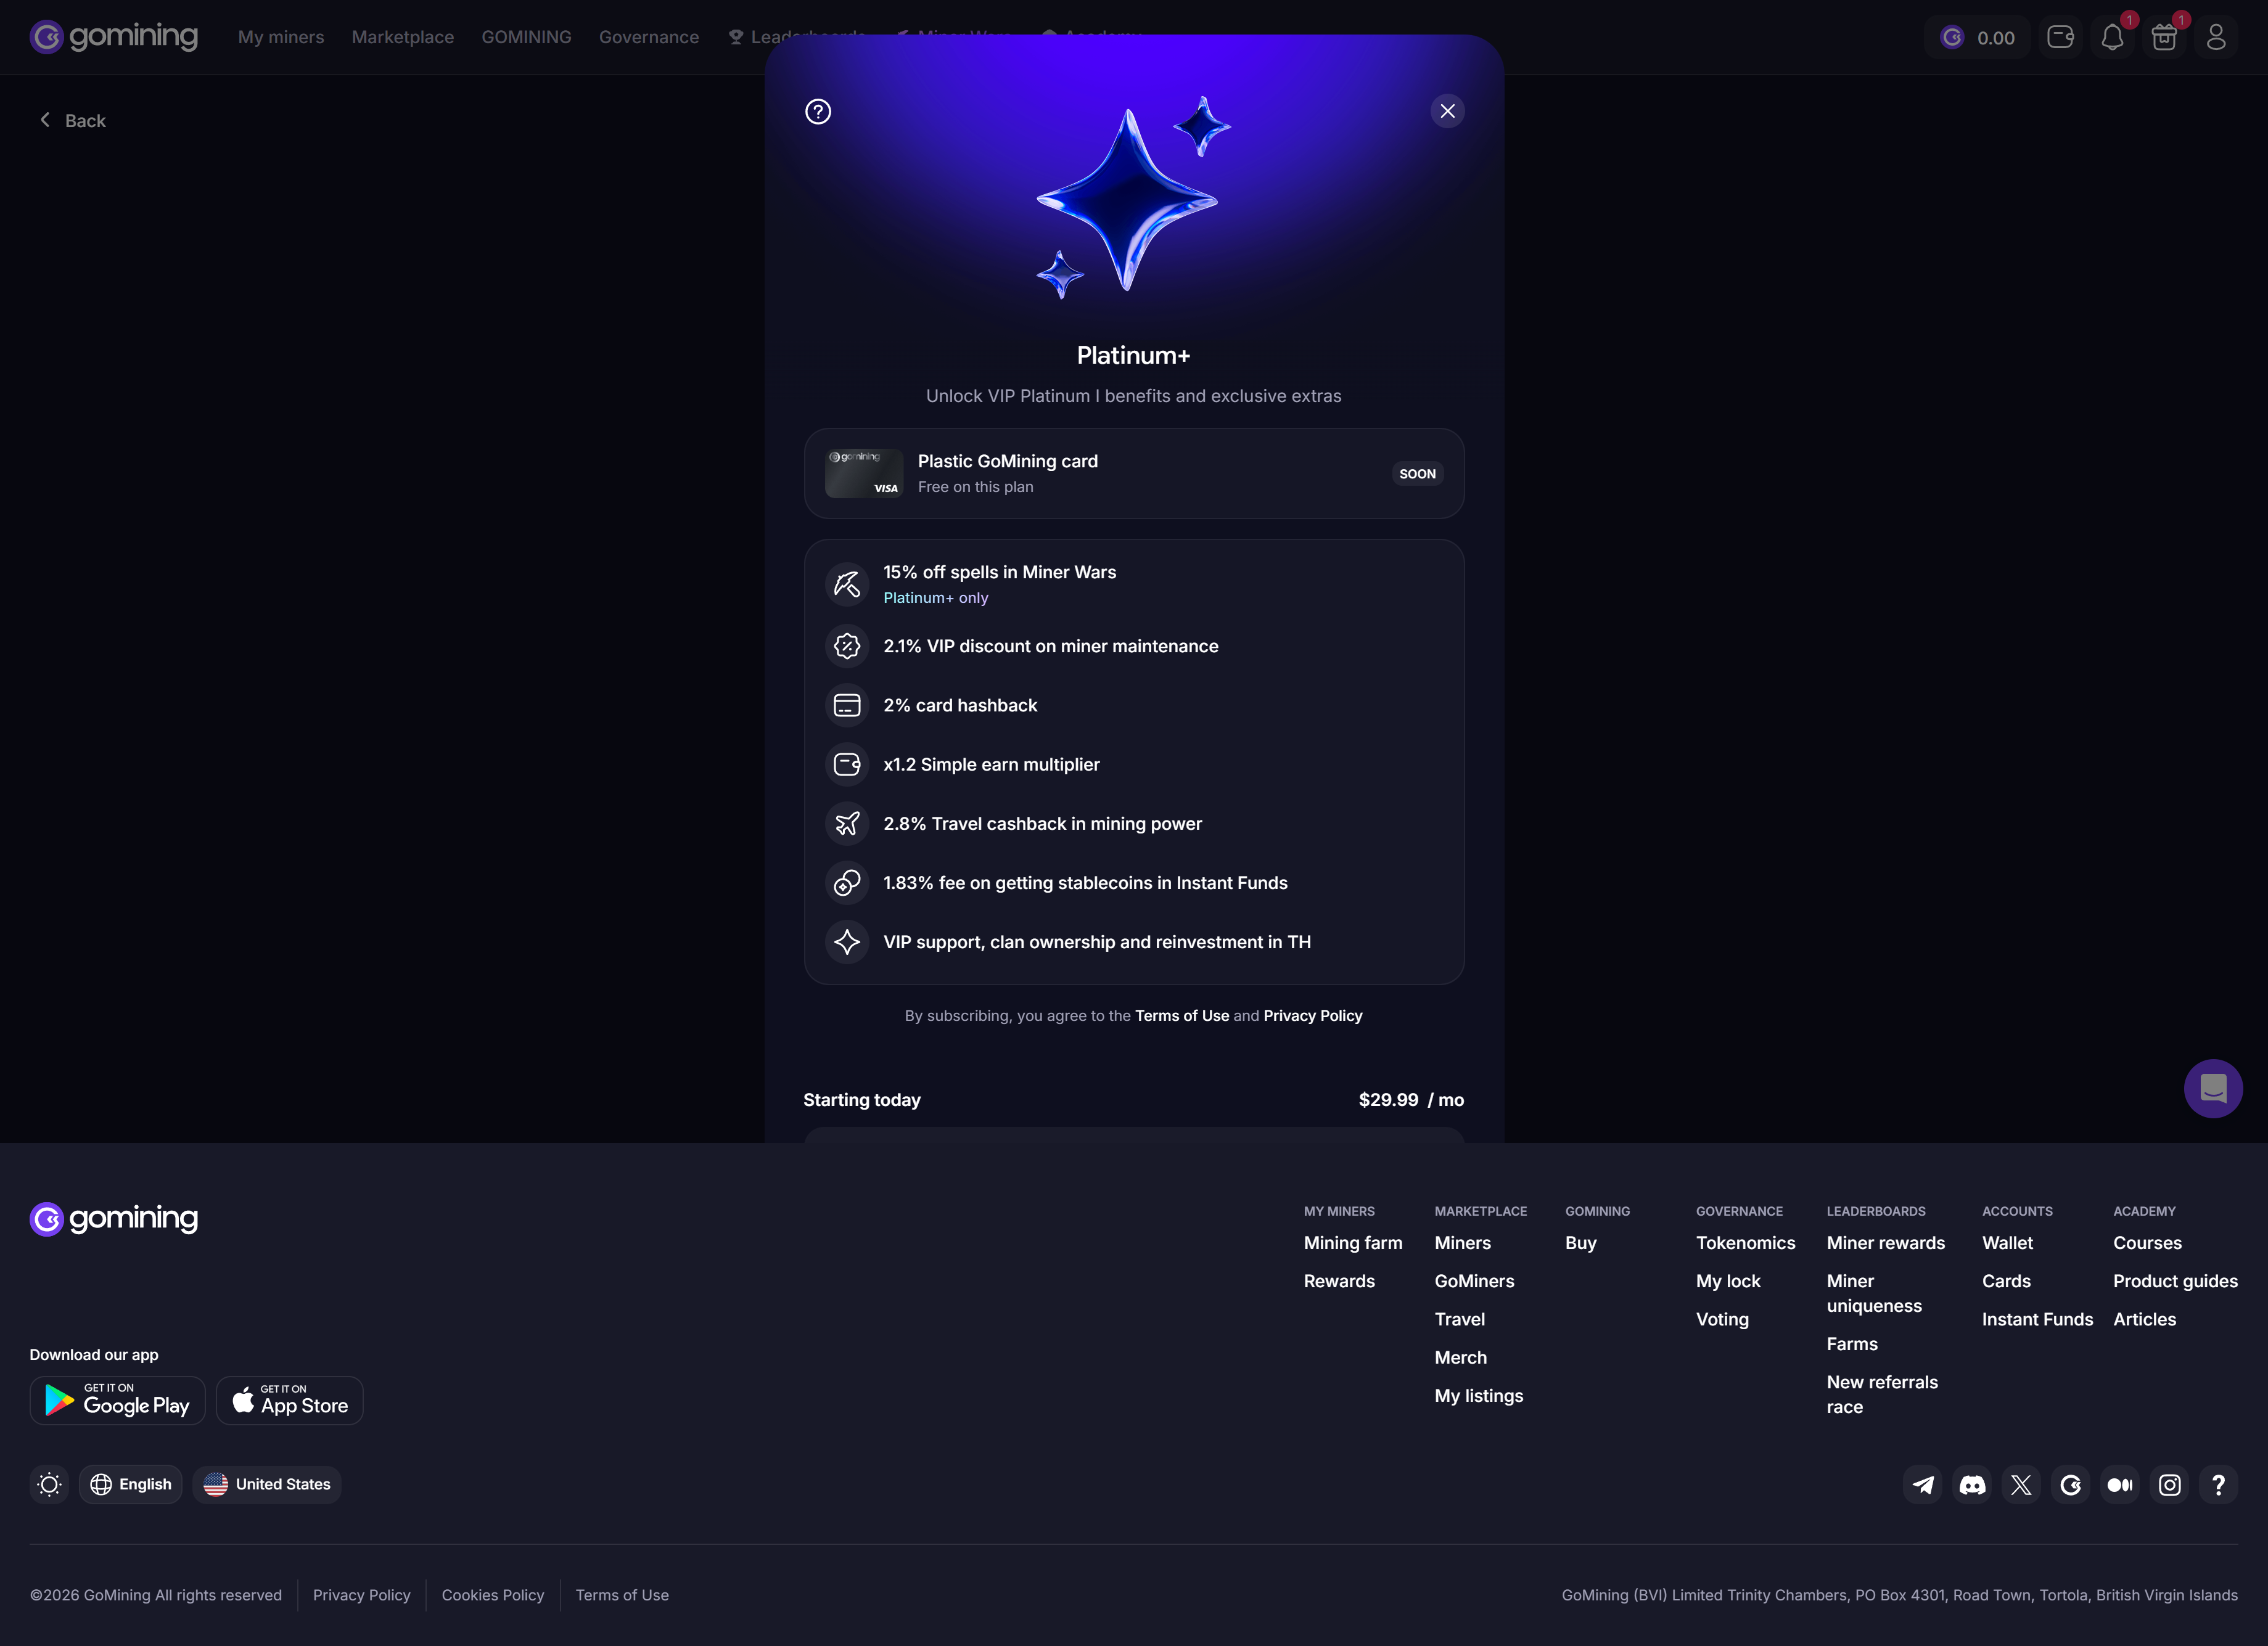 gomining
My miners
Marketplace
GOMINING
Governance
Leaderboards
Miner Wars
Academy
0.00
1
1
Back
Platinum+
Unlock VIP Platinum I benefits and exclusive extras
gomining
VISA
Plastic GoMining card
Free on this plan
SOON
15% off spells in Miner Wars
Platinum+ only
2.1% VIP discount on miner maintenance
2% card hashback
x1.2 Simple earn multiplier
2.8% Travel cashback in mining power
1.83% fee on getting stablecoins in Instant Funds
VIP support, clan ownership and reinvestment in TH
By subscribing, you agree to the Terms of Use and Privacy Policy
Starting today
$29.99 / mo
gomining
MY MINERS
Mining farm
Rewards
MARKETPLACE
Miners
GoMiners
Travel
Merch
My listings
GOMINING
Buy
GOVERNANCE
Tokenomics
My lock
Voting
LEADERBOARDS
Miner rewards
Miner
uniqueness
Farms
New referrals
race
ACCOUNTS
Wallet
Cards
Instant Funds
ACADEMY
Courses
Product guides
Articles
Download our app
GET IT ON
Google Play
GET IT ON
App Store
English
United States
©2026 GoMining All rights reserved
Privacy Policy
Cookies Policy
Terms of Use
GoMining (BVI) Limited Trinity Chambers, PO Box 4301, Road Town, Tortola, British Virgin Islands